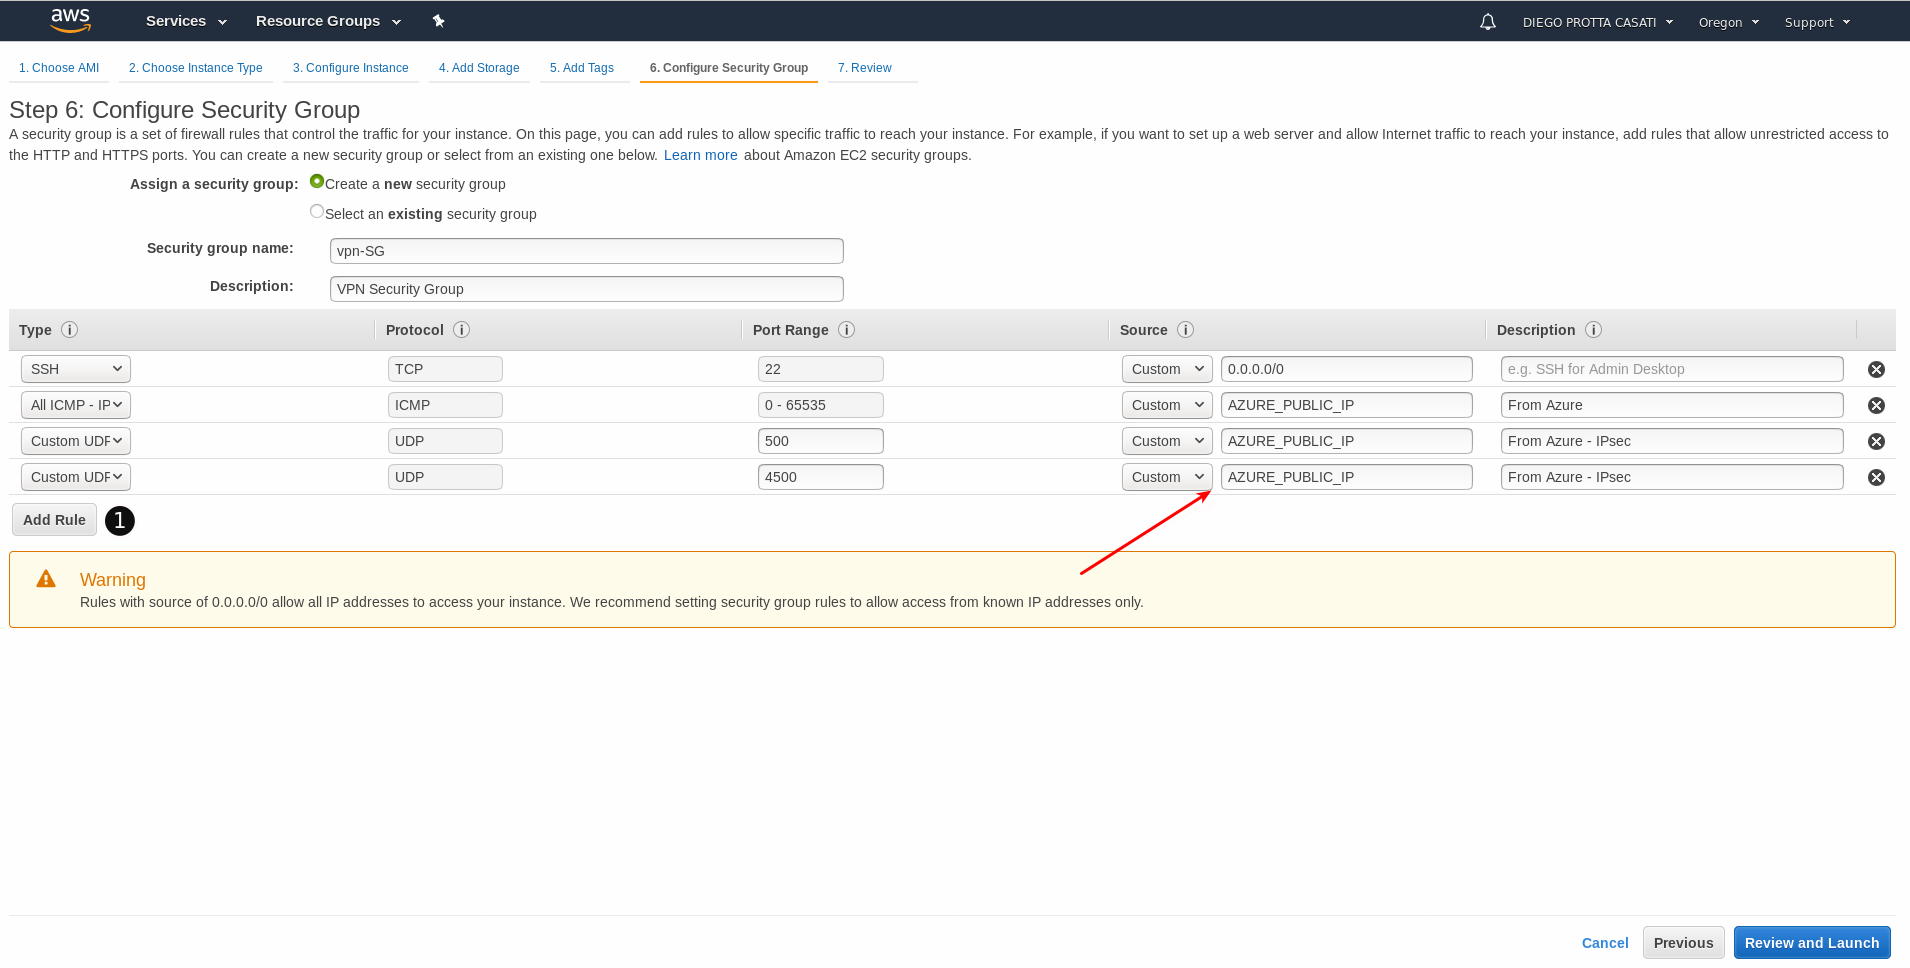 aws Services Resource Groups DIEGO PROTTA CASATI Oregon Support
1. Choose AMI 2. Choose Instance Type 3. Configure Instance 4. Add Storage 5. Add Tags 6. Configure Security Group 7. Review
Step 6: Configure Security Group
A security group is a set of firewall rules that control the traffic for your instance. On this page, you can add rules to allow specific traffic to reach your instance. For example, if you want to set up a web server and allow Internet traffic to reach your instance, add rules that allow unrestricted access to
the HTTP and HTTPS ports. You can create a new security group or select from an existing one below. Learn more about Amazon EC2 security groups.
Assign a security group: Create a new security group
Select an existing security group
Security group name: vpn-SG
Description: VPN Security Group
Type i Protocol i Port Range i Source i Description i
SSH TCP 22 Custom 0.0.0.0/0 e.g. SSH for Admin Desktop
All ICMP - IP ICMP 0 - 65535 Custom AZURE_PUBLIC_IP From Azure
Custom UDP UDP 500 Custom AZURE_PUBLIC_IP From Azure - IPsec
Custom UDP UDP 4500 Custom AZURE_PUBLIC_IP From Azure - IPsec
Add Rule 1
Warning
Rules with source of 0.0.0.0/0 allow all IP addresses to access your instance. We recommend setting security group rules to allow access from known IP addresses only.
Cancel Previous Review and Launch